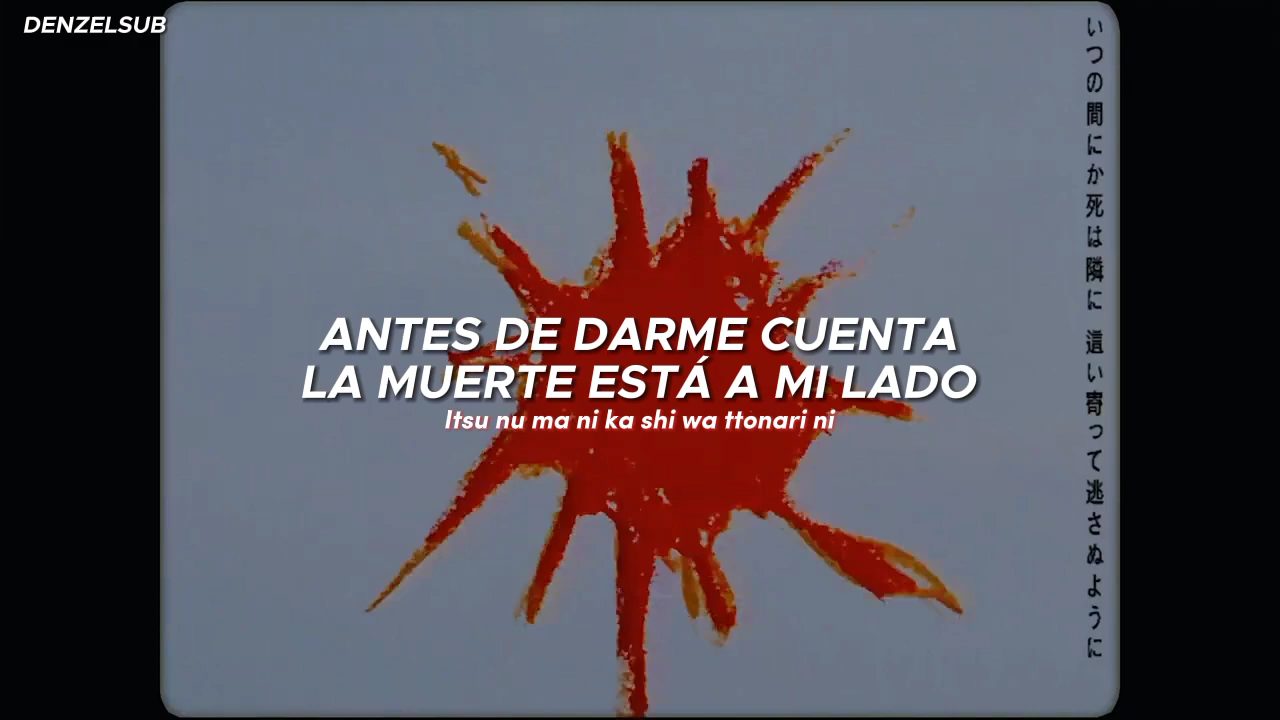 DENZELSUB
いつの間にか死は隣に 這い寄って逃さぬように
ANTES DE DARME CUENTA
LA MUERTE ESTÁ A MI LADO
Itsu nu ma ni ka shi wa ttonari ni